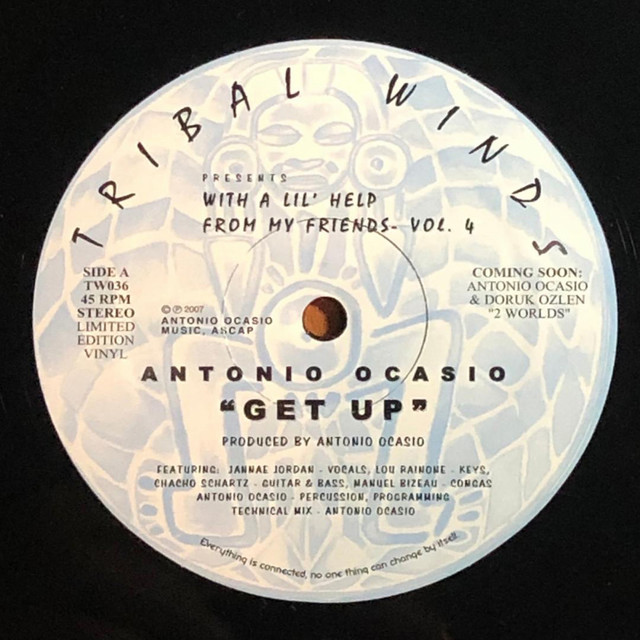 TRIBAL WINDS
PRESENTS
WITH A LIL' HELP
FROM MY FRIENDS- VOL. 4
SIDE A
TW036
45 RPM
STEREO
LIMITED
EDITION
VINYL
© ℗ 2007
ANTONIO OCASIO
MUSIC, ASCAP
COMING SOON:
ANTONIO OCASIO
& DORUK OZLEN
"2 WORLDS"
ANTONIO OCASIO
“GET UP”
PRODUCED BY ANTONIO OCASIO
FEATURING: JANNAE JORDAN - VOCALS, LOU RAINONE - KEYS,
CHACHO SCHARTZ - GUITAR & BASS, MANUEL BIZEAU - CONGAS
ANTONIO OCASIO - PERCUSSION, PROGRAMMING
TECHNICAL MIX - ANTONIO OCASIO
Everything is connected, no one thing can change by itself.